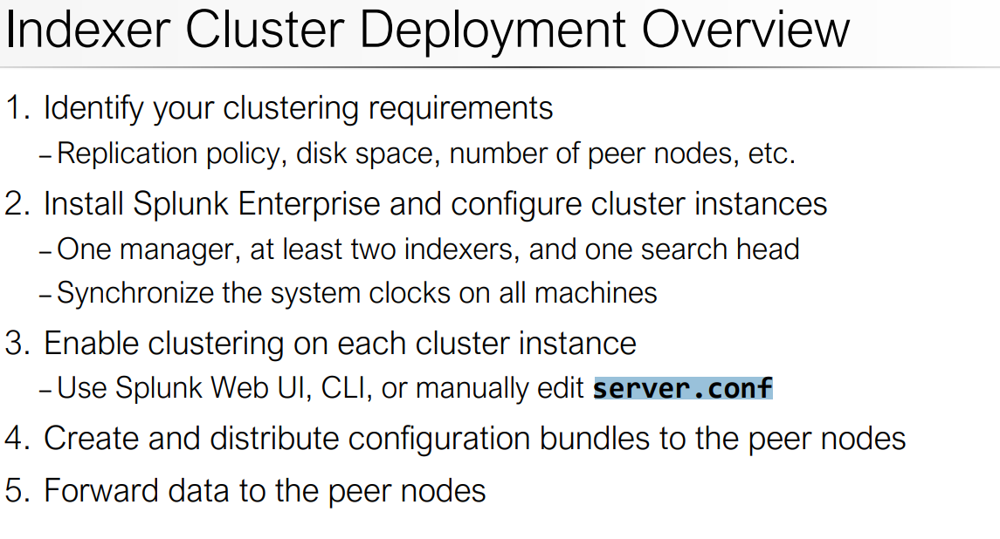 Indexer Cluster Deployment Overview
1. Identify your clustering requirements
– Replication policy, disk space, number of peer nodes, etc.
2. Install Splunk Enterprise and configure cluster instances
– One manager, at least two indexers, and one search head
– Synchronize the system clocks on all machines
3. Enable clustering on each cluster instance
– Use Splunk Web UI, CLI, or manually edit server.conf
4. Create and distribute configuration bundles to the peer nodes
5. Forward data to the peer nodes